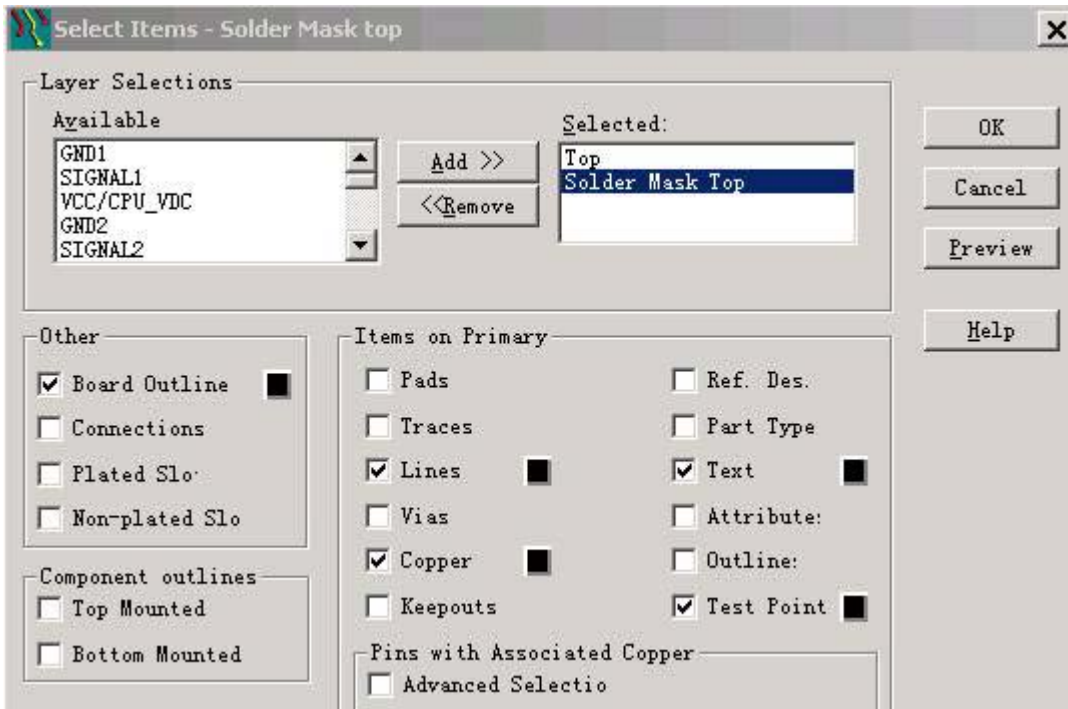 Select Items - Solder Mask top
Layer Selections
Available
GND1
SIGNAL1
VCC/CPU_VDC
GND2
SIGNAL2
Add >>
<<Remove
Selected:
Top
Solder Mask Top
OK
Cancel
Preview
Help
Other
Board Outline
Connections
Plated Slo
Non-plated Slo
Component outlines
Top Mounted
Bottom Mounted
Items on Primary
Pads
Traces
Lines
Vias
Copper
Keepouts
Ref. Des.
Part Type
Text
Attribute:
Outline:
Test Point
Pins with Associated Copper
Advanced Selectio